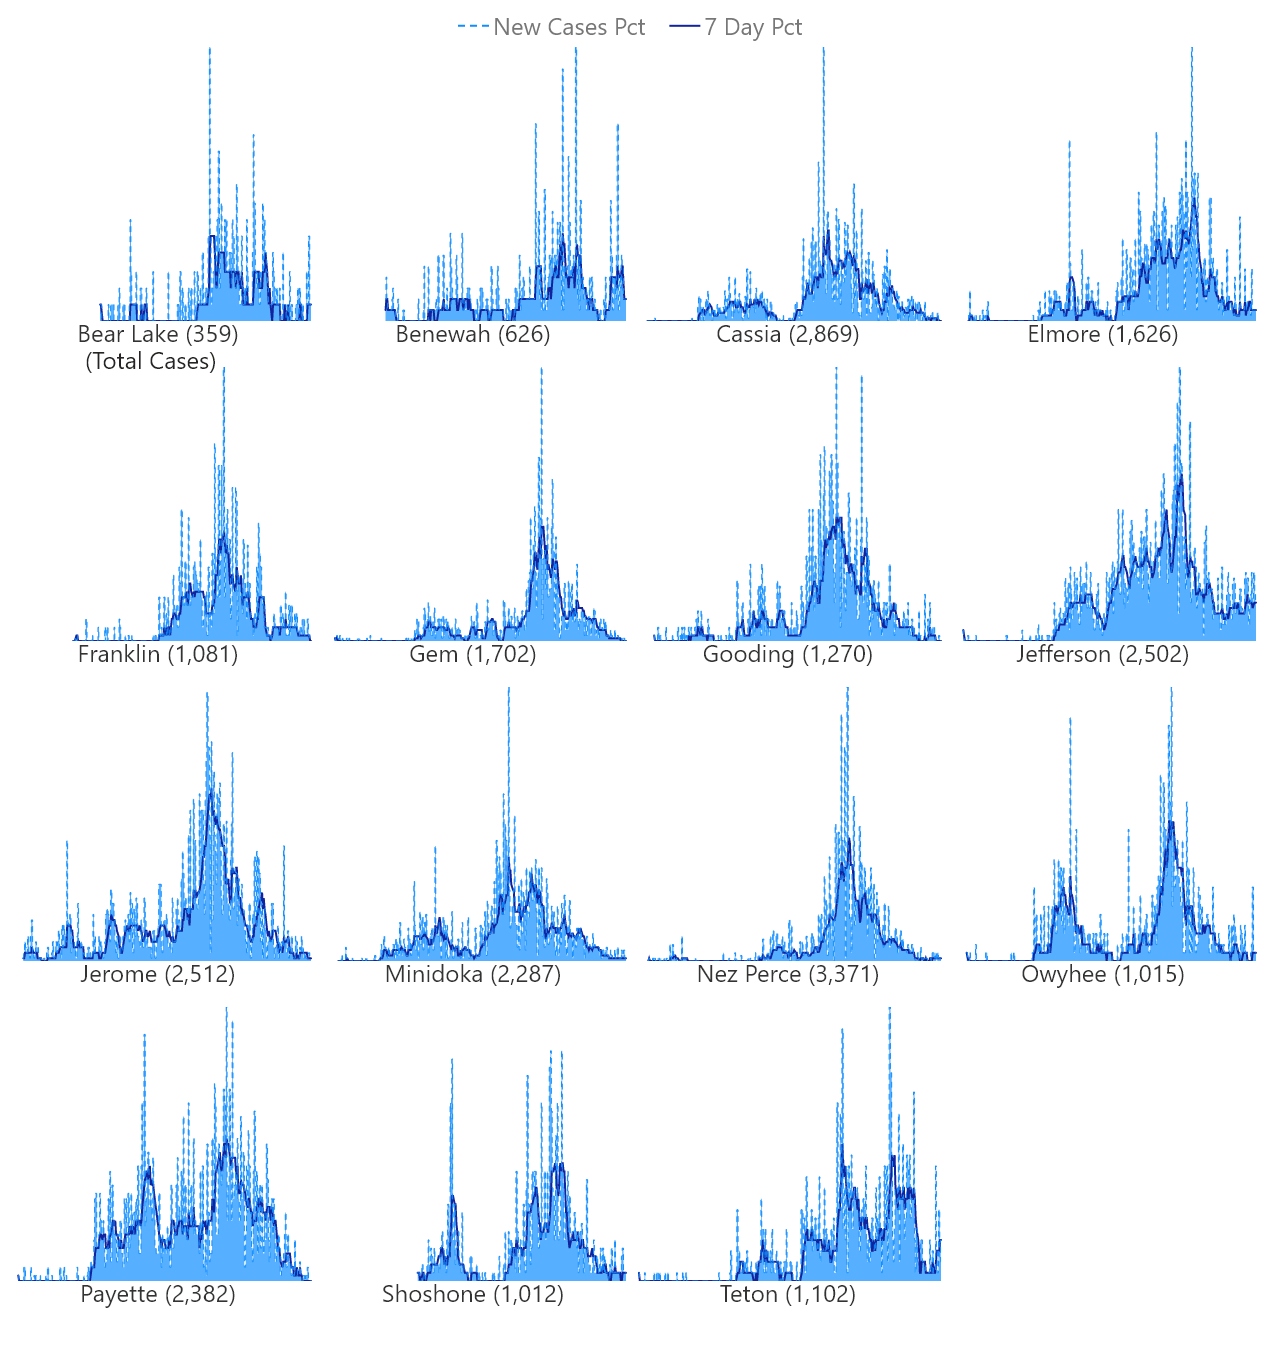 New Cases Pct 7 Day Pct
Bear Lake (359) Benewah (626) Cassia (2,869) Elmore (1,626)
(Total Cases)
Franklin (1,081) Gem (1,702) Gooding (1,270) Jefferson (2,502)
Jerome (2,512) Minidoka (2,287) Nez Perce (3,371) Owyhee (1,015)
Payette (2,382) Shoshone (1,012) Teton (1,102)